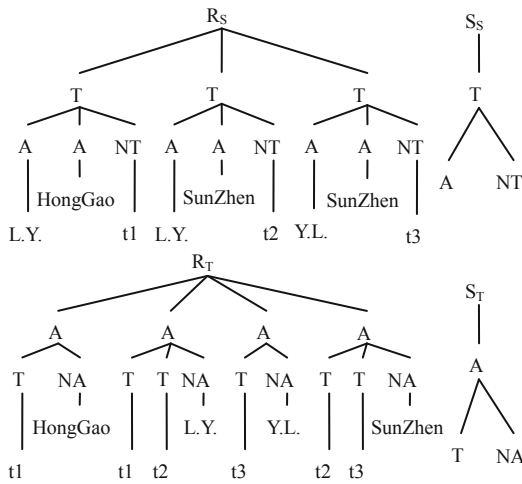 R_S S_S
T T T T
A A NT A A NT A A NT
A NT
HongGao SunZhen SunZhen
L.Y. t1 L.Y. t2 Y.L. t3
R_T S_T
A A A A
A
T NA T T NA T NA T T NA
HongGao L.Y. Y.L. SunZhen
T NA
t1 t1 t2 t3 t2 t3